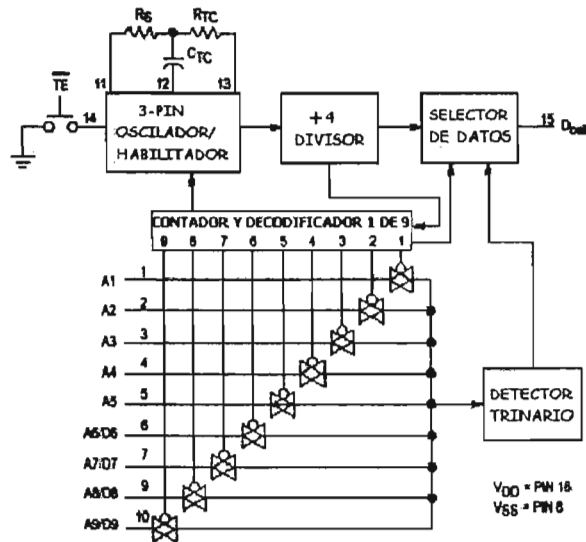 RS RTC
CTC
TE
11 12 13
14
3-PIN
OSCILADOR/
HABILITADOR
+4
DIVISOR
SELECTOR
DE DATOS
15 Dout
CONTADOR Y DECODIFICADOR 1 DE 9
9 8 7 6 5 4 3 2 1
A1 1
A2 2
A3 3
A4 4
A5 5
A6/D6 6
A7/D7 7
A8/D8 9
A9/D9 10
DETECTOR
TRINARIO
VDD = PIN 16
VSS = PIN 8